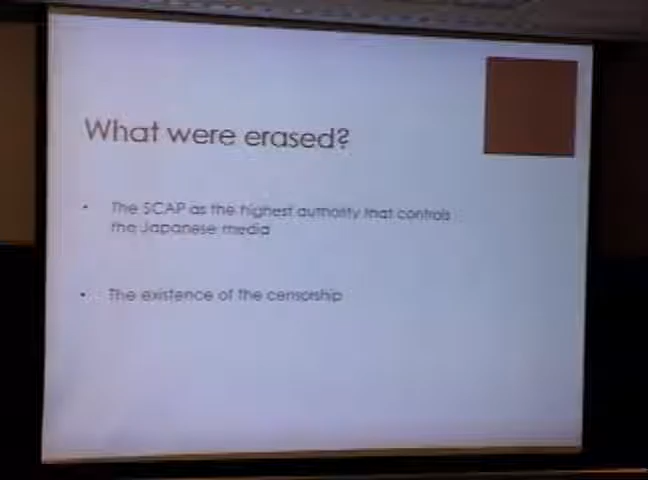 What were erased?
• The SCAP as the highest authority that controls
the Japanese media
• The existence of the censorship